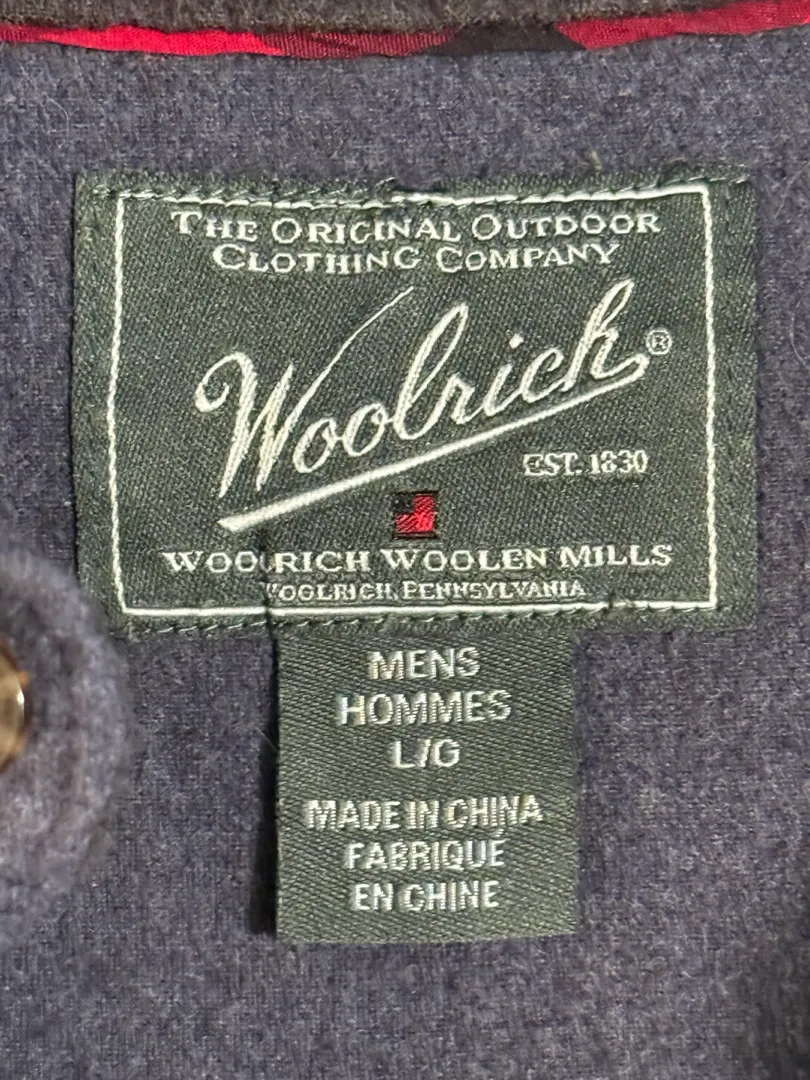 THE ORIGINAL OUTDOOR
CLOTHING COMPANY
Woolrich®
EST. 1830
WOOLRICH WOOLEN MILLS
WOOLRICH, PENNSYLVANIA
MENS
HOMMES
L/G
MADE IN CHINA
FABRIQUÉ
EN CHINE